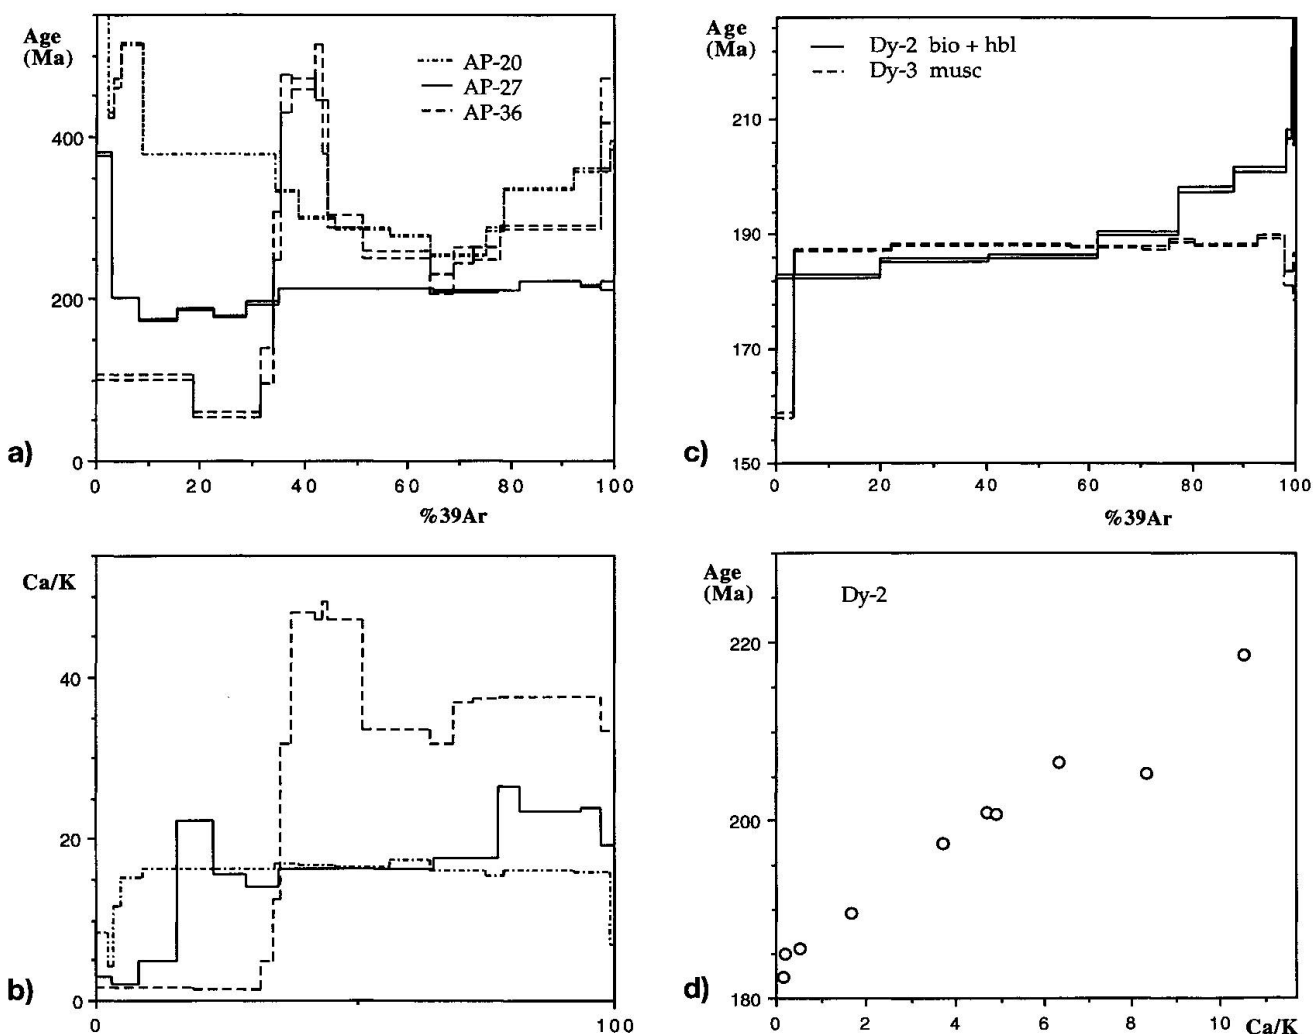 Age
(Ma)
AP-20
AP-27
AP-36
400
200
0
0
20
40
60
80
100
%39Ar
a)
Age
(Ma)
Dy-2 bio + hbl
Dy-3 musc
210
190
170
150
0
20
40
60
80
100
%39Ar
c)
Ca/K
40
20
0
0
100
b)
Age
(Ma)
Dy-2
220
200
180
0
2
4
6
8
10
Ca/K
d)